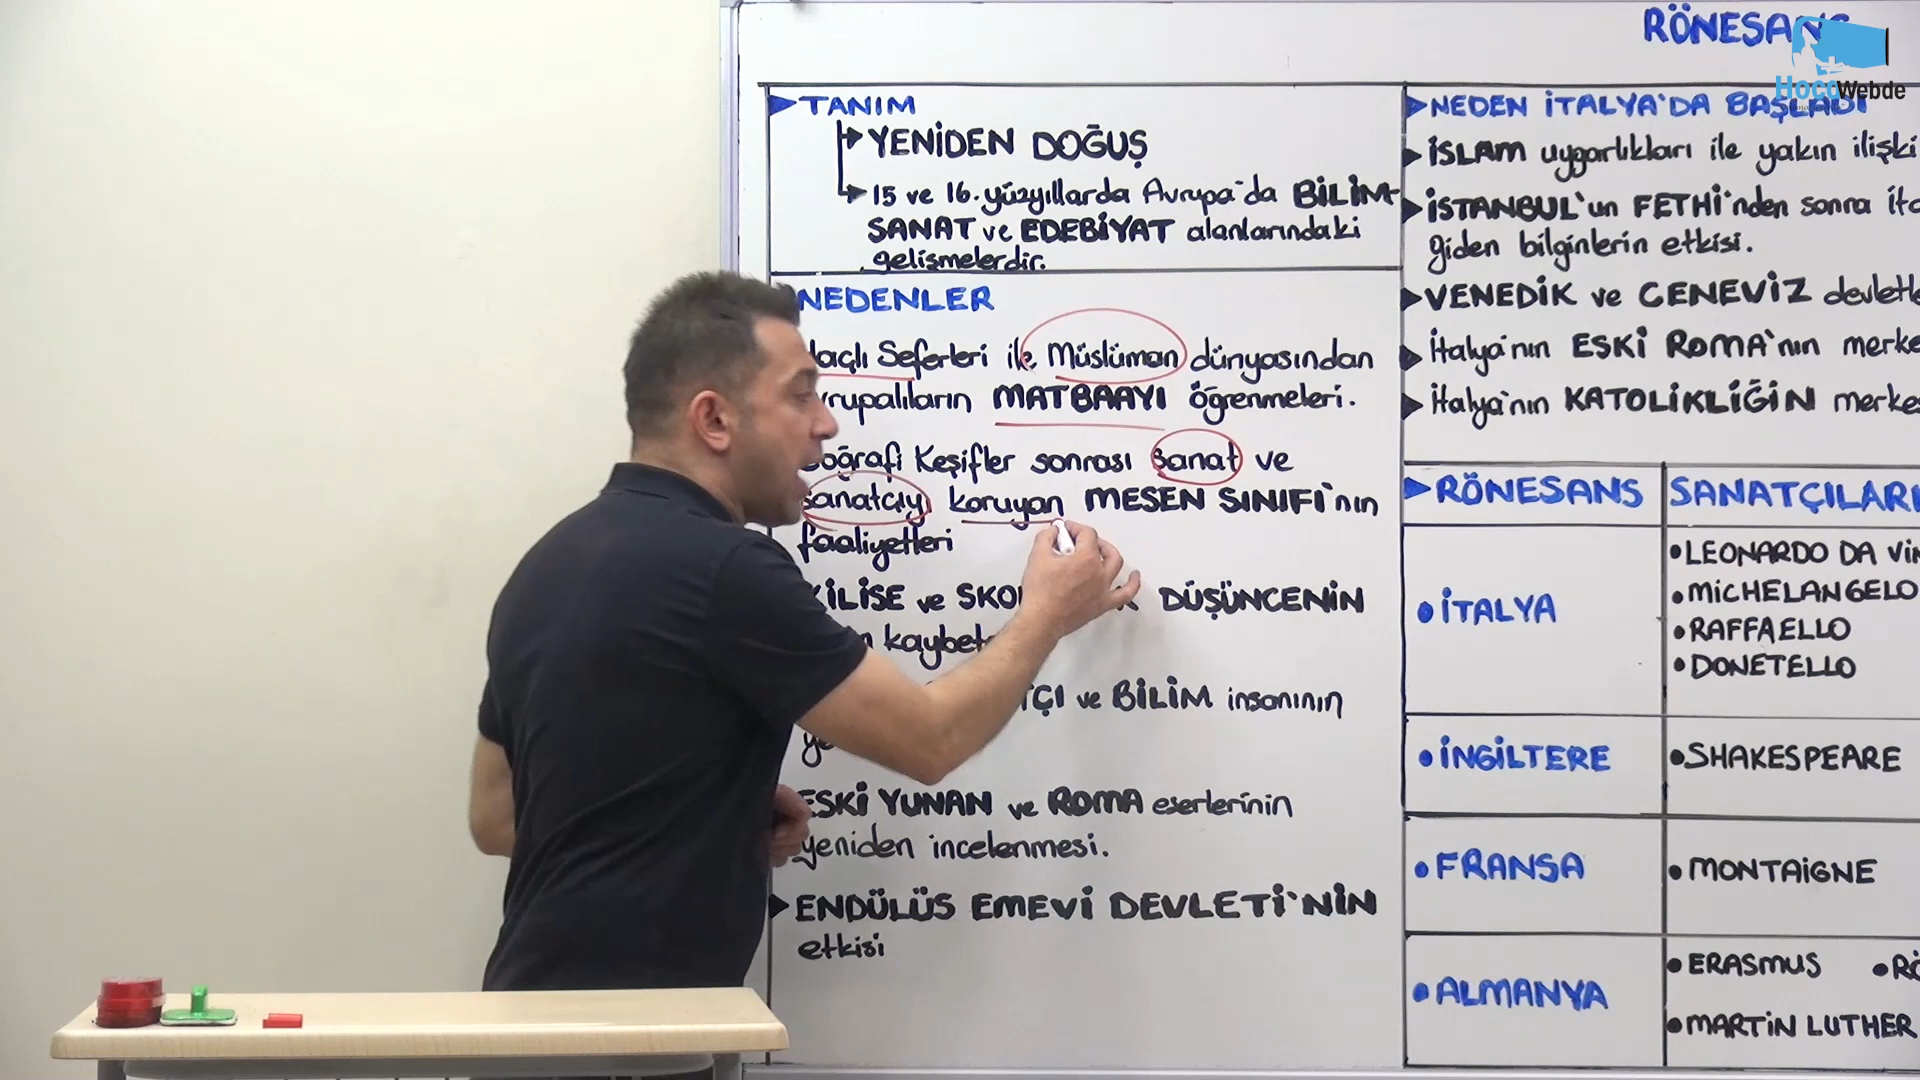 RÖNESANS
HocaWebde
TANIM
YENİDEN DOĞUŞ
15 ve 16. yüzyıllarda Avrupa'da BİLİM-
SANAT ve EDEBİYAT alanlarındaki
gelişmelerdir.
NEDENLER
Seferleri ile Müslüman dünyasından
MATBAAYI öğrenmeleri.
Keşifler sonrası sanat ve
sanatçıyı koruyan MESEN SINIFI'nın
faaliyetleri
KİLİSE ve DÜŞÜNCENİN
ve BİLİM insanının
ESKİ YUNAN ve ROMA eserlerinin
yeniden incelenmesi.
ENDÜLÜS EMEVİ DEVLETİ'NİN
etkisi
NEDEN İTALYA'DA BAŞLADI
İSLAM uygarlıkları ile yakın ilişki
İSTANBUL'un FETHİ'nden sonra
giden bilginlerin etkisi.
VENEDİK ve CENEVİZ
İtalya'nın ESKİ ROMA'nın
İtalya'nın KATOLİKLİĞİN
RÖNESANS SANATÇILARI
• İTALYA
• LEONARDO DA
• MİCHELANGELO
• RAFFAELLO
• DONETELLO
• İNGİLTERE
• SHAKESPEARE
• FRANSA
• MONTAİGNE
• ALMANYA
• ERASMUS
• MARTİN LUTHER